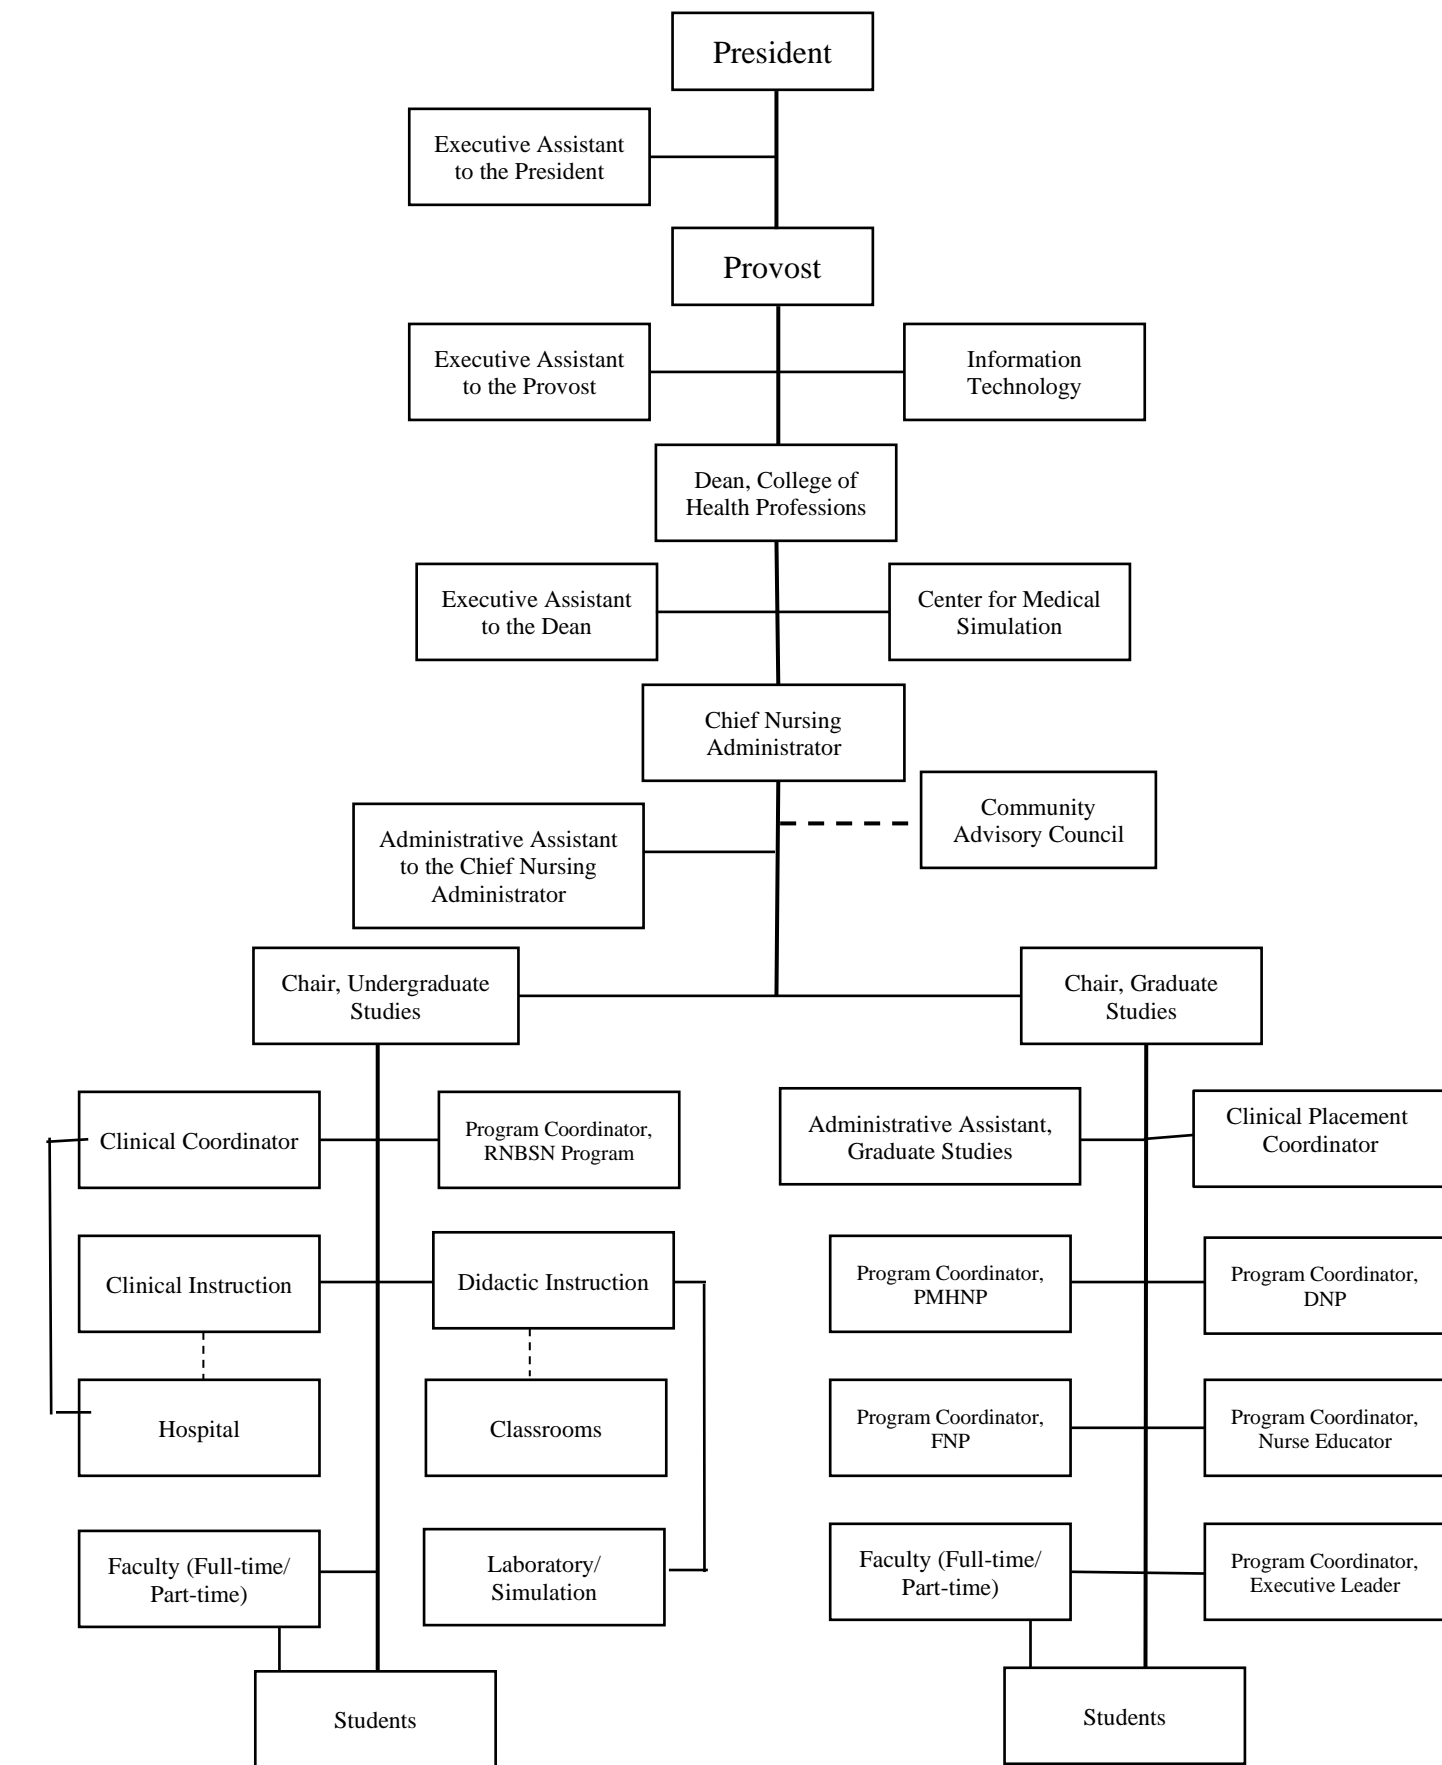 President
Executive Assistant
to the President
Provost
Executive Assistant
to the Provost
Information
Technology
Dean, College of
Health Professions
Executive Assistant
to the Dean
Center for Medical
Simulation
Chief Nursing
Administrator
Community
Advisory Council
Administrative Assistant
to the Chief Nursing
Administrator
Chair, Undergraduate
Studies
Chair, Graduate
Studies
Clinical Coordinator
Program Coordinator,
RNBSN Program
Administrative Assistant,
Graduate Studies
Clinical Placement
Coordinator
Clinical Instruction
Didactic Instruction
Program Coordinator,
PMHNP
Program Coordinator,
DNP
Hospital
Classrooms
Program Coordinator,
FNP
Program Coordinator,
Nurse Educator
Faculty (Full-time/
Part-time)
Laboratory/
Simulation
Faculty (Full-time/
Part-time)
Program Coordinator,
Executive Leader
Students
Students